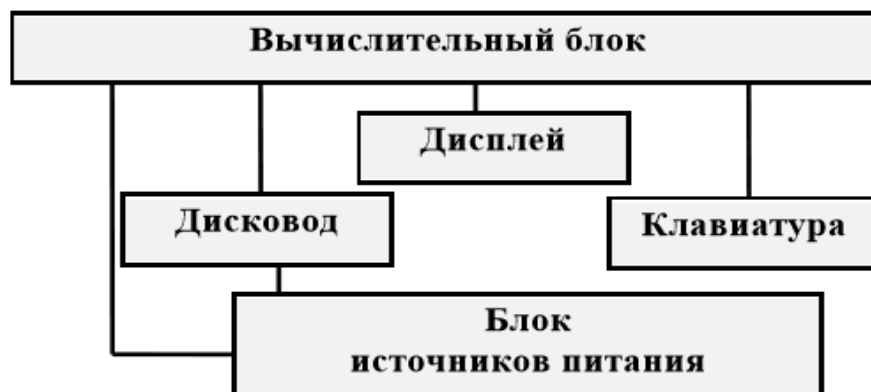 Вычислительный блок
Дисплей
Дисковод
Клавиатура
Блок
источников питания